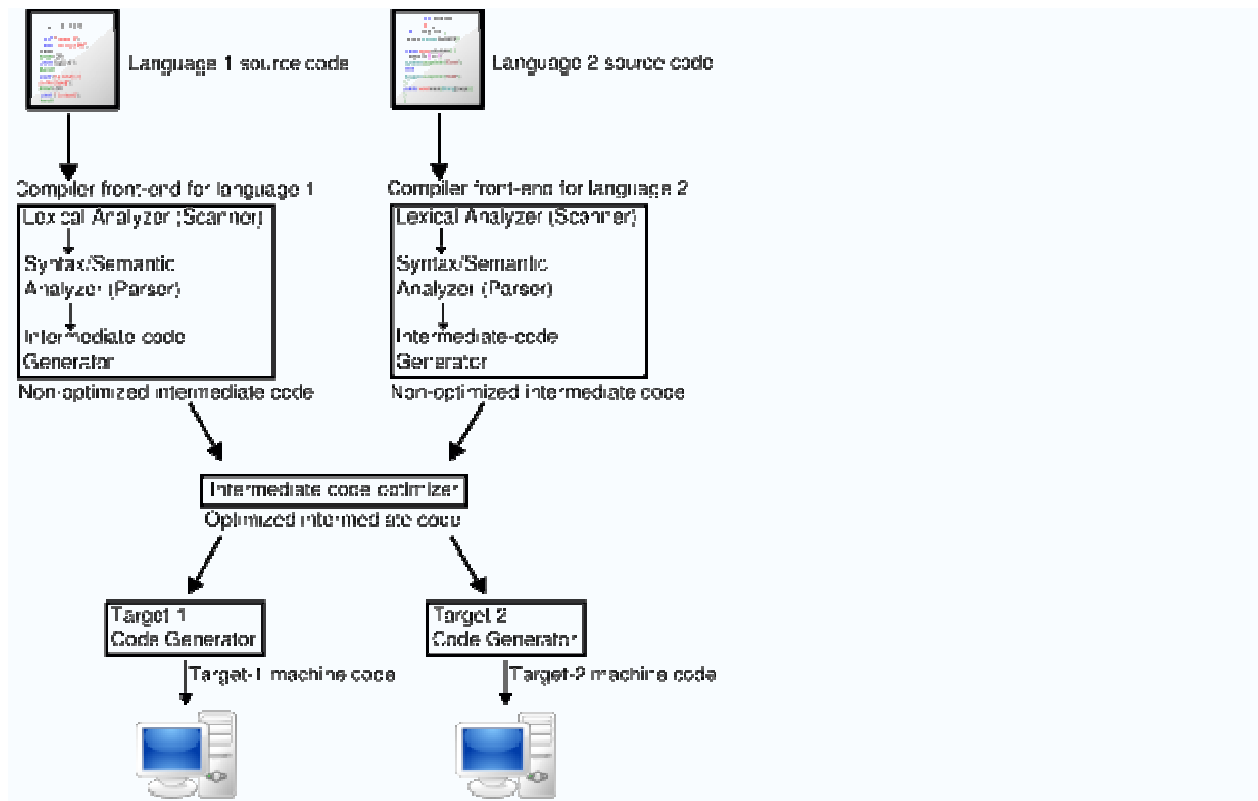 Language 1 source code
Language 2 source code
Compiler front-end for language 1
Lexical Analyzer (Scanner)
Syntax/Semantic
Analyzer (Parser)
Intermediate-code
Generator
Non-optimized intermediate code
Compiler front-end for language 2
Lexical Analyzer (Scanner)
Syntax/Semantic
Analyzer (Parser)
Intermediate-code
Generator
Non-optimized intermediate code
Intermediate code optimizer
Optimized intermediate code
Target-1
Code Generator
Target-1 machine code
Target-2
Code Generator
Target-2 machine code